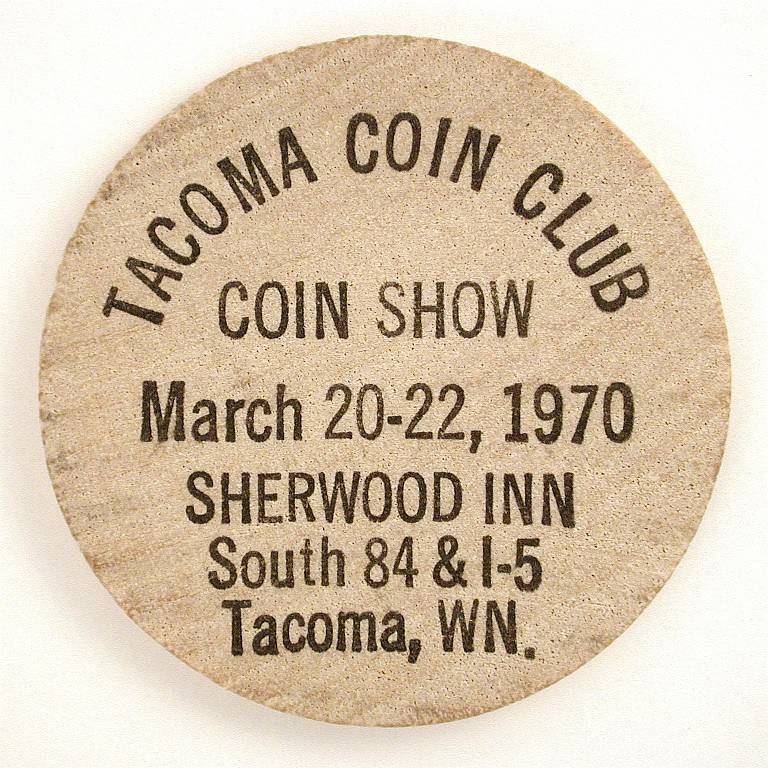 TACOMA COIN CLUB
COIN SHOW
March 20-22, 1970
SHERWOOD INN
South 84 & I-5
Tacoma, WN.